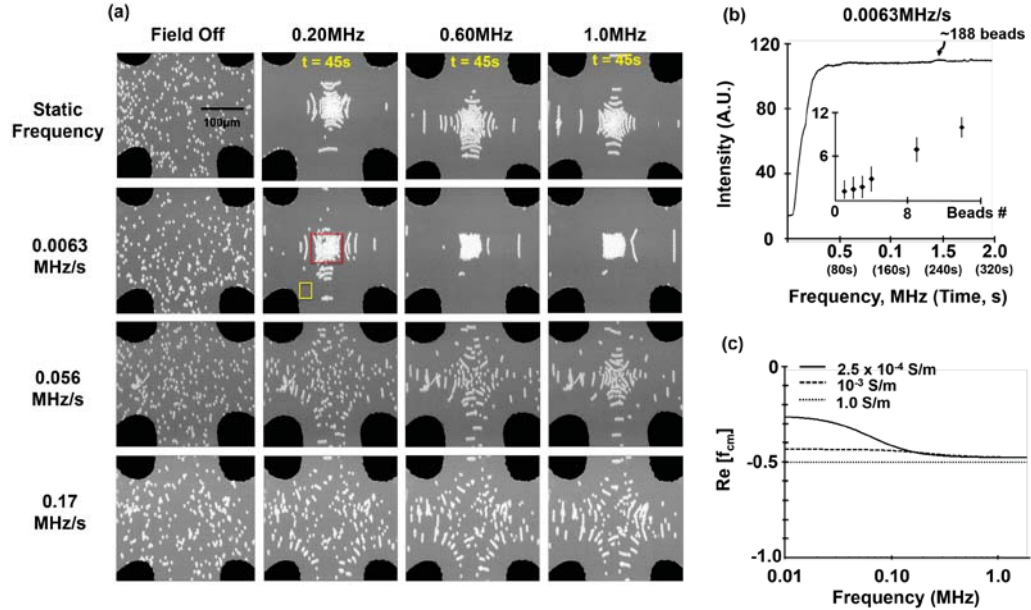 (a)
Field Off
0.20MHz
0.60MHz
1.0MHz
Static
Frequency
100μm
t = 45s
t = 45s
t = 45s
0.0063
MHz/s
0.056
MHz/s
0.17
MHz/s
(b)
0.0063MHz/s
~188 beads
Intensity (A.U.)
120
80
40
0
12
6
0
8
Beads #
0.5
0.1
1.5
2.0
(80s)
(160s)
(240s)
(320s)
Frequency, MHz (Time, s)
(c)
2.5 x 10⁻⁴ S/m
10⁻³ S/m
1.0 S/m
Re [fcm]
0
-0.5
-1.0
0.01
0.10
1.0
Frequency (MHz)